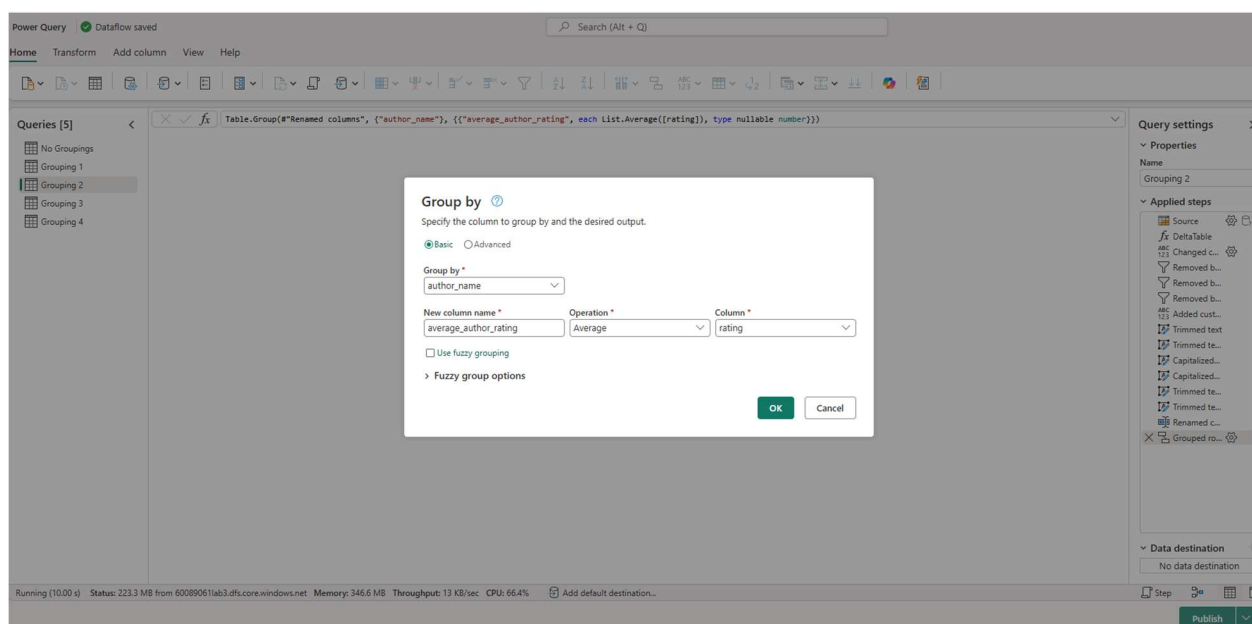 Power Query Dataflow saved
Search (Alt + Q)
Home Transform Add column View Help
Queries [5]
No Groupings
Grouping 1
Grouping 2
Grouping 3
Grouping 4
fx Table.Group(#"Renamed columns", {"author_name"}, {{"average_author_rating", each List.Average([rating]), type nullable number}})
Group by
Specify the column to group by and the desired output.
Basic Advanced
Group by *
author_name
New column name * Operation * Column *
average_author_rating Average rating
Use fuzzy grouping
Fuzzy group options
OK Cancel
Query settings
Properties
Name
Grouping 2
Applied steps
Source
fx DeltaTable
ABC 123 Changed c...
Removed b...
Removed b...
Removed b...
ABC 123 Added cust...
Trimmed text
Trimmed te...
Capitalized...
Capitalized...
Trimmed te...
Trimmed te...
Renamed c...
Grouped ro...
Data destination
No data destination
Running (10.00 s) Status: 223.3 MB from 60089061lab3.dfs.core.windows.net Memory: 346.6 MB Throughput: 13 KB/sec CPU: 66.4% Add default destination...
Step
Publish